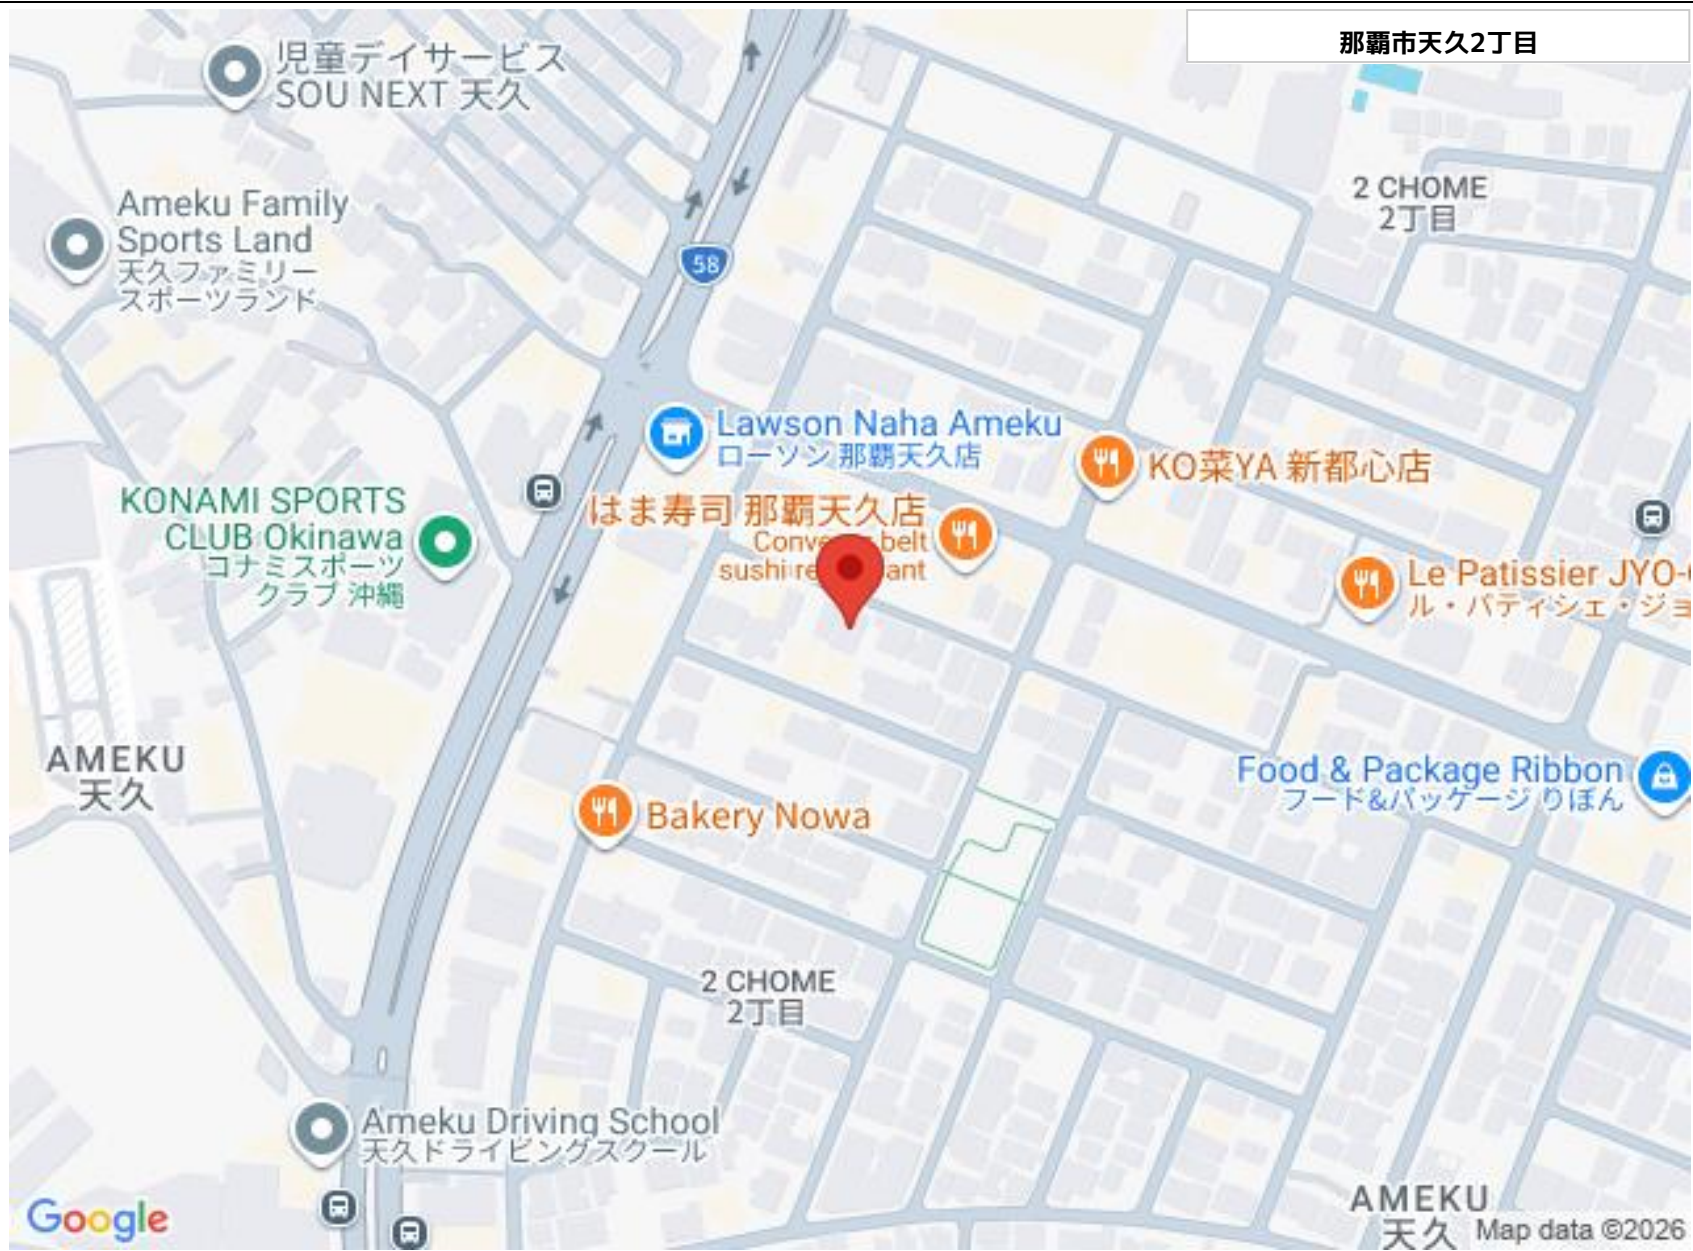 那覇市天久2丁目
児童デイサービス
SOU NEXT 天久
2 CHOME
2丁目
Ameku Family
Sports Land
天久ファミリー
スポーツランド
58
Lawson Naha Ameku
ローソン 那覇天久店
KO菜YA 新都心店
KONAMI SPORTS
CLUB Okinawa
コナミスポーツ
クラブ 沖縄
はま寿司 那覇天久店
belt
sushi
Le Patissier JYO-
ル・パティシェ・ジョ
AMEKU
天久
Food & Package Ribbon
フード&パッケージ りぼん
Bakery Nowa
2 CHOME
2丁目
Ameku Driving School
天久ドライビングスクール
AMEKU
天久
Google
Map data ©2026